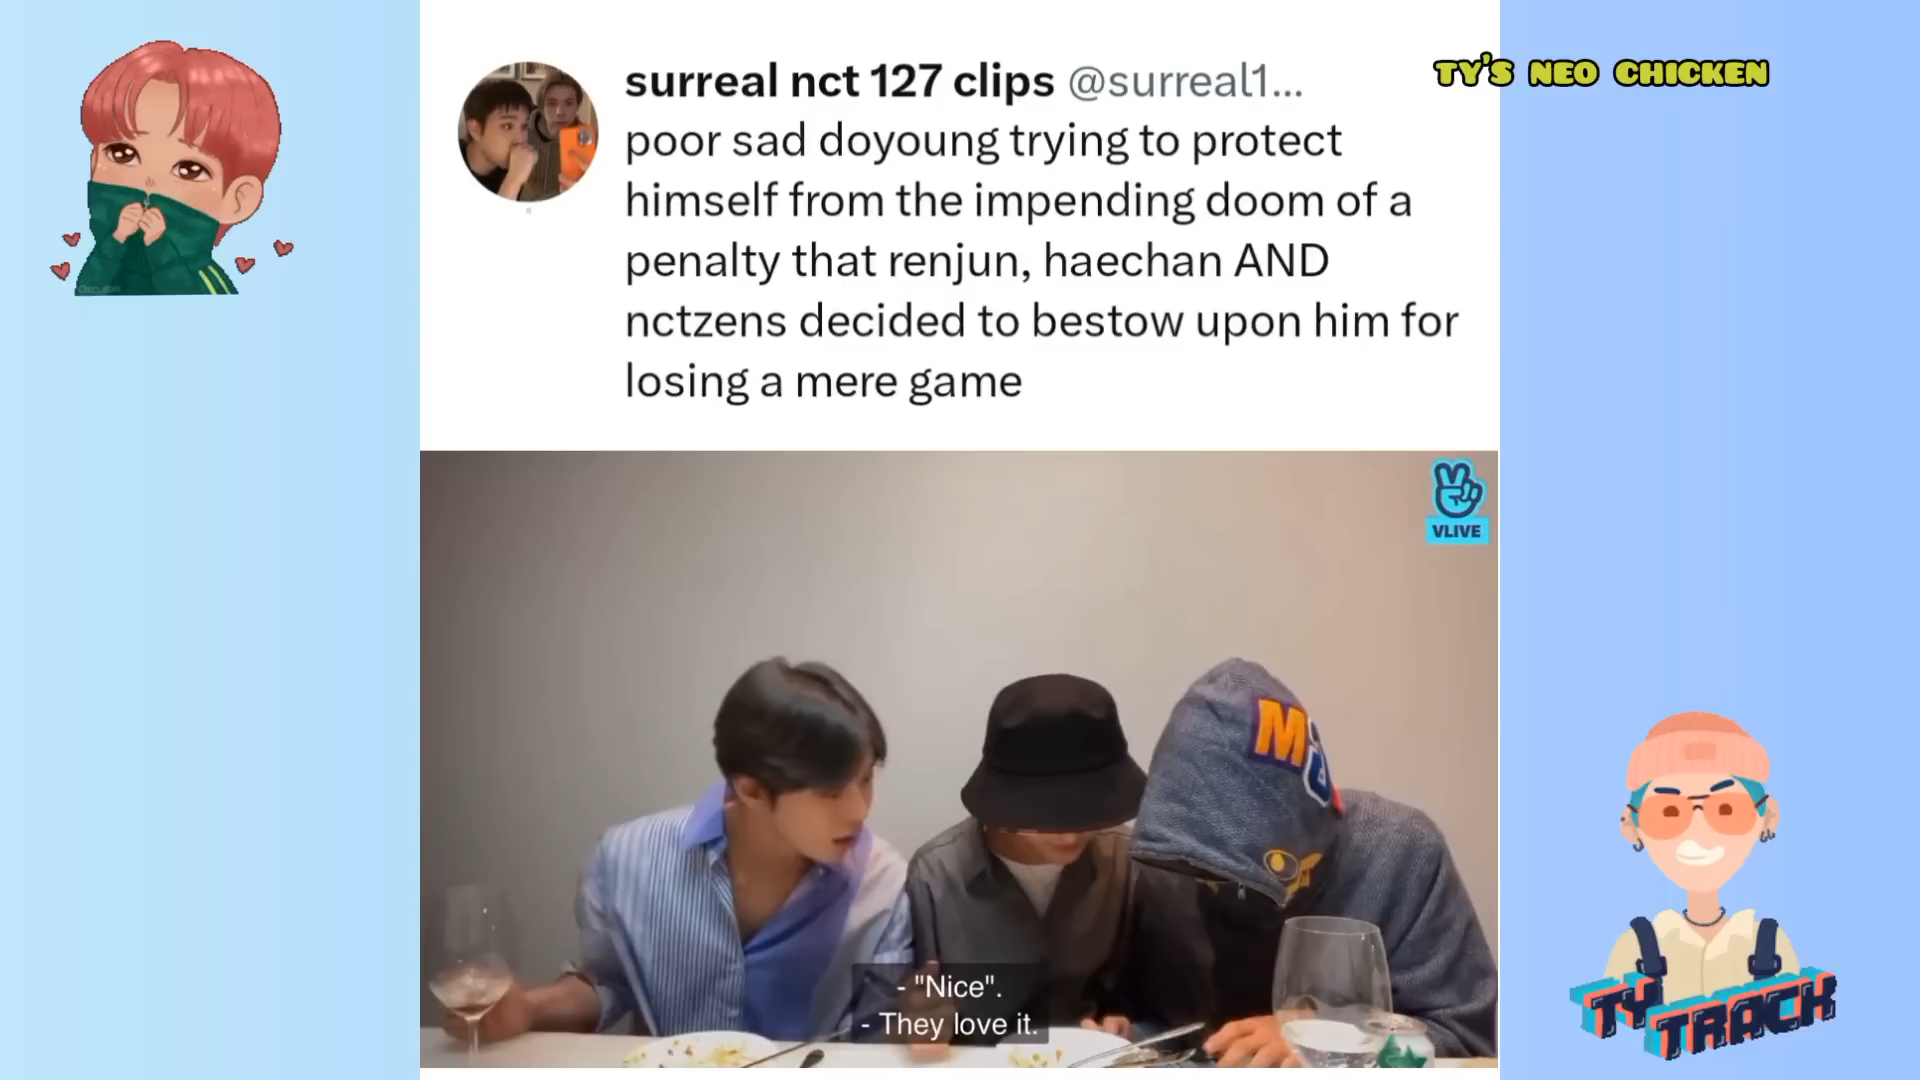 surreal nct 127 clips @surreal1...
TY'S NEO CHICKEN
poor sad doyoung trying to protect
himself from the impending doom of a
penalty that renjun, haechan AND
nctzens decided to bestow upon him for
losing a mere game
VLIVE
M
- "Nice".
- They love it.
TY
TRACK